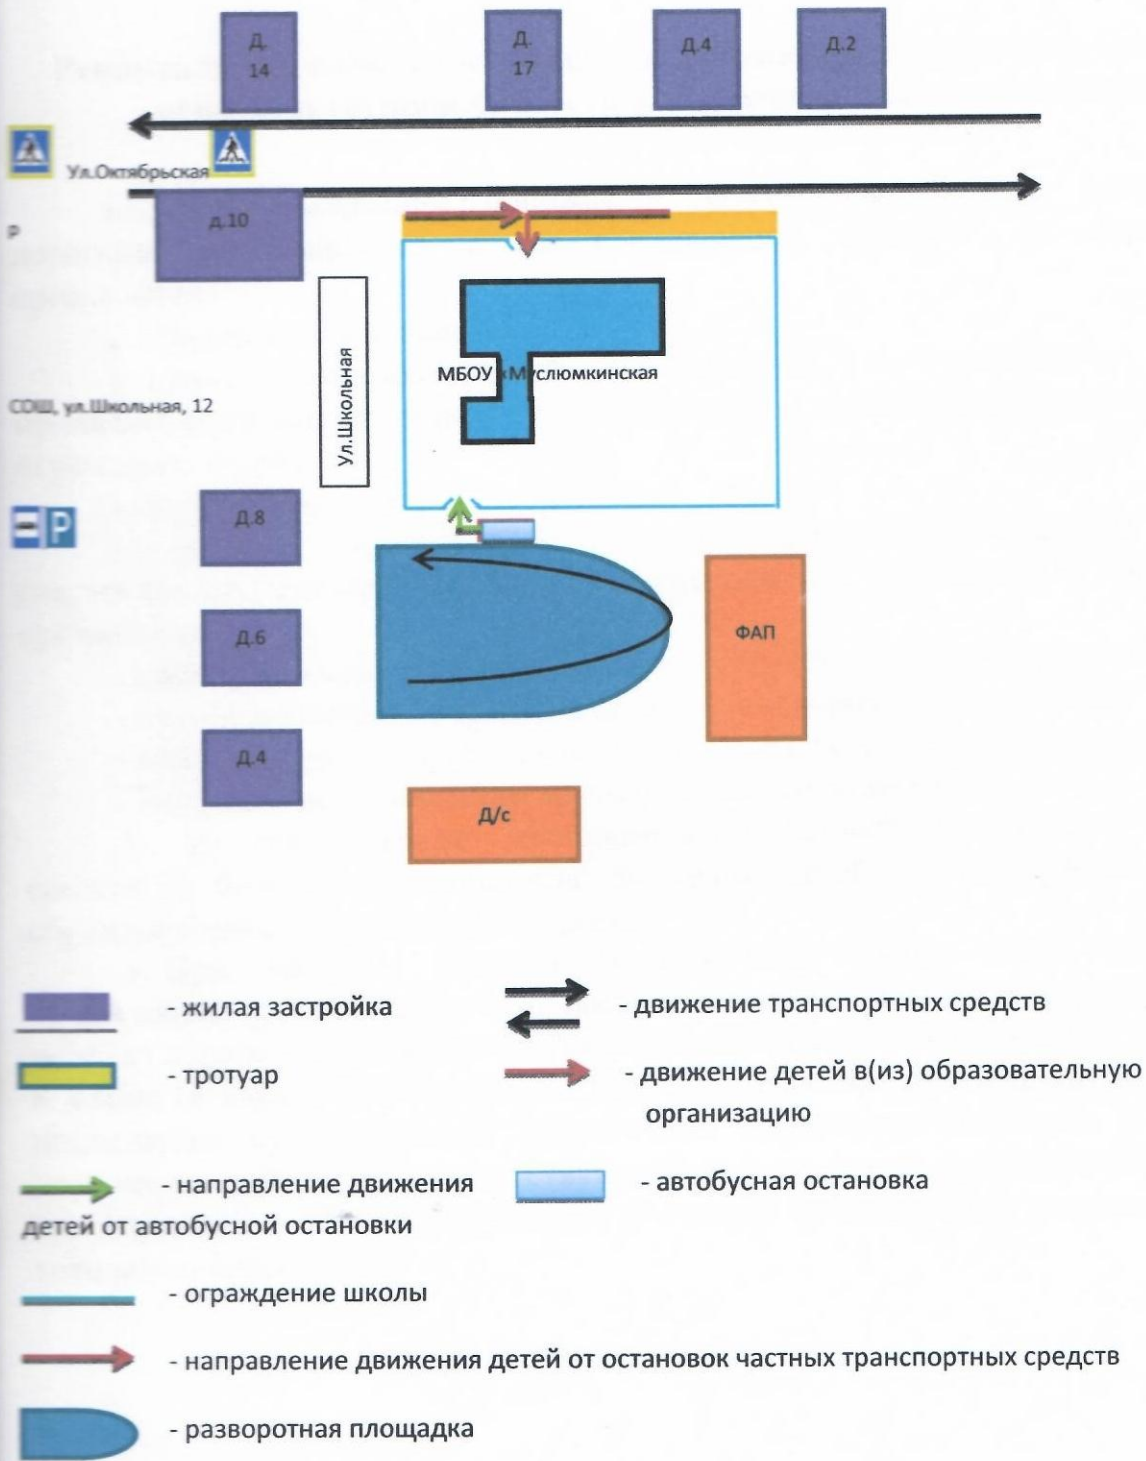 Д.
14
Д.
17
Д.4
Д.2
Ул.Октябрьская
д.10
Р
Ул.Школьная
МБОУ «Муслюмкинская
СОШ, ул.Школьная, 12
Д.8
P
Д.6
ФАП
Д.4
Д/с
- жилая застройка
- движение транспортных средств
- тротуар
- движение детей в(из) образовательную
организацию
- направление движения
детей от автобусной остановки
- автобусная остановка
- ограждение школы
- направление движения детей от остановок частных транспортных средств
- разворотная площадка